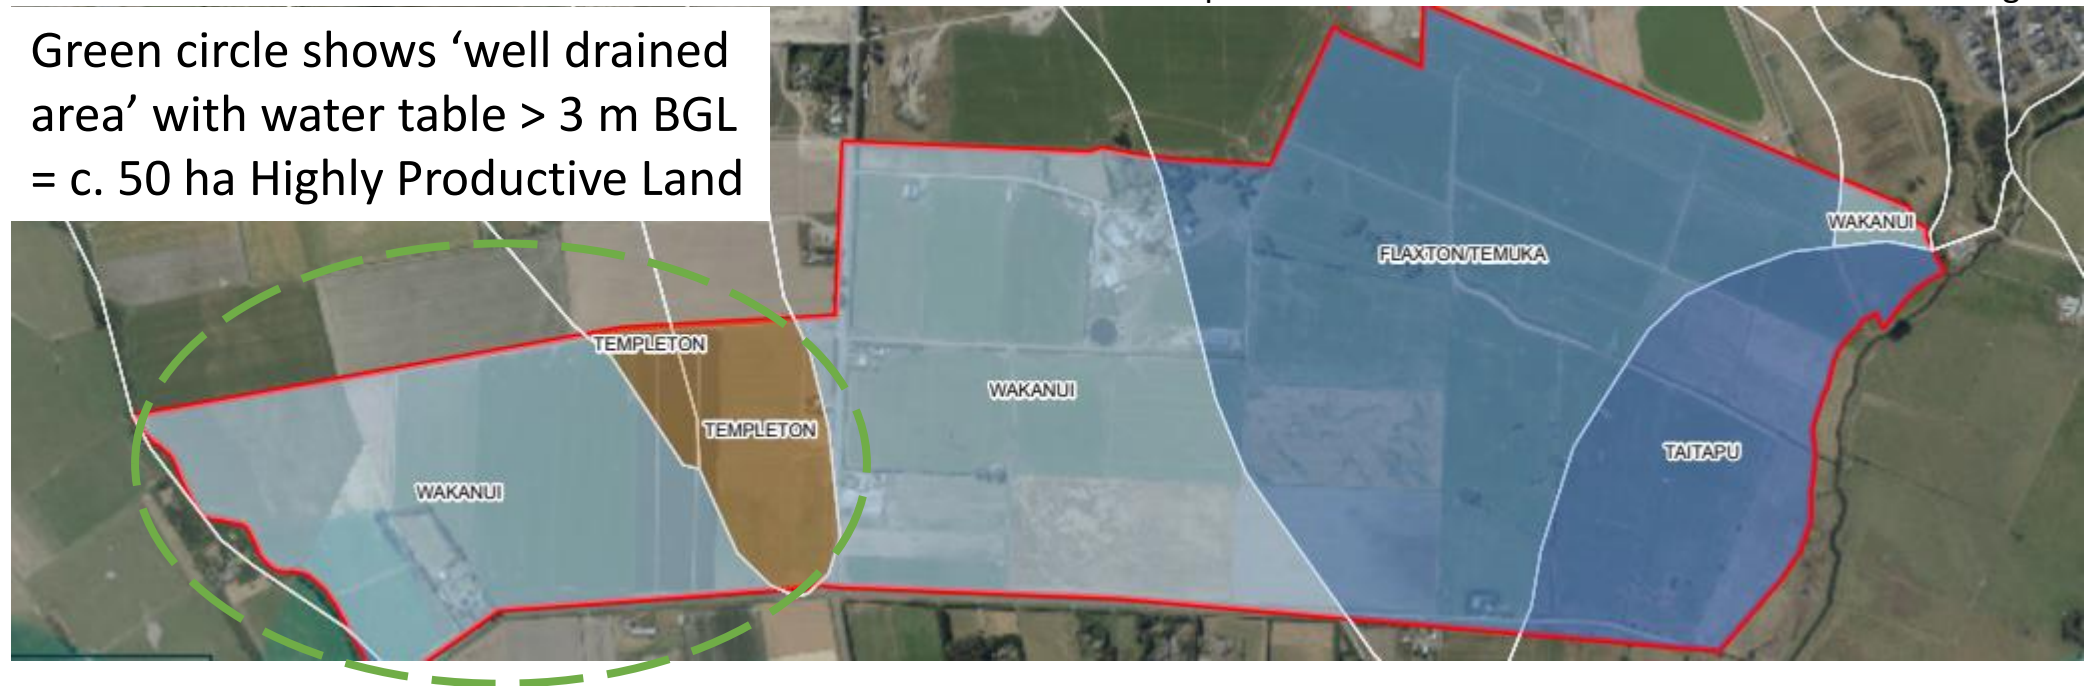 Green circle shows ‘well drained
area’ with water table > 3 m BGL
= c. 50 ha Highly Productive Land
WAKANUI
FLAXTON/TEMUKA
TEMPLETON
WAKANUI
TEMPLETON
TAITAPU
WAKANUI